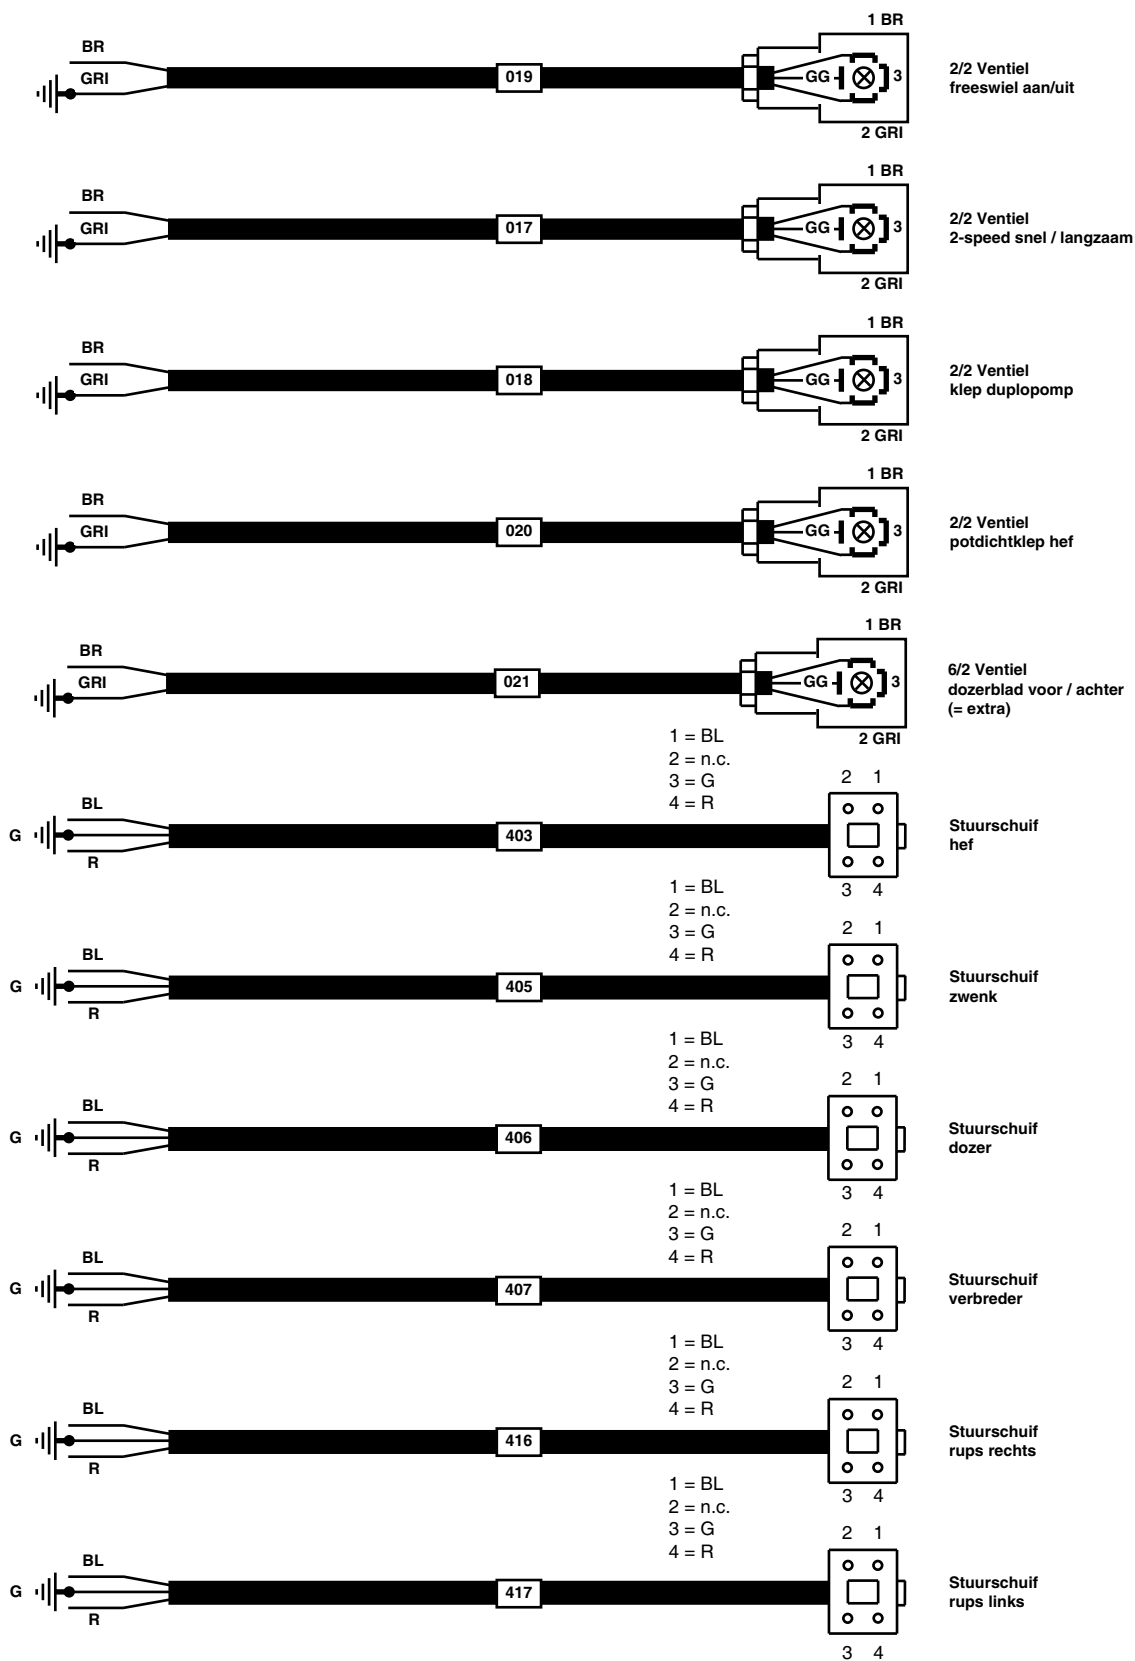 1 BR
BR
GRI
019
GG
3
2/2 Ventiel
freeswiel aan/uit
2 GRI
1 BR
BR
GRI
017
GG
3
2/2 Ventiel
2-speed snel / langzaam
2 GRI
1 BR
BR
GRI
018
GG
3
2/2 Ventiel
klep duplopomp
2 GRI
1 BR
BR
GRI
020
GG
3
2/2 Ventiel
potdichtklep hef
2 GRI
1 BR
BR
GRI
021
GG
3
6/2 Ventiel
dozerblad voor / achter
(= extra)
2 GRI
1 = BL
2 = n.c.
3 = G
4 = R
2 1
BL
G
R
403
Stuurschuif
hef
3 4
1 = BL
2 = n.c.
3 = G
4 = R
2 1
BL
G
R
405
Stuurschuif
zwenk
3 4
1 = BL
2 = n.c.
3 = G
4 = R
2 1
BL
G
R
406
Stuurschuif
dozer
3 4
1 = BL
2 = n.c.
3 = G
4 = R
2 1
BL
G
R
407
Stuurschuif
verbreder
3 4
1 = BL
2 = n.c.
3 = G
4 = R
2 1
BL
G
R
416
Stuurschuif
rups rechts
3 4
1 = BL
2 = n.c.
3 = G
4 = R
2 1
BL
G
R
417
Stuurschuif
rups links
3 4